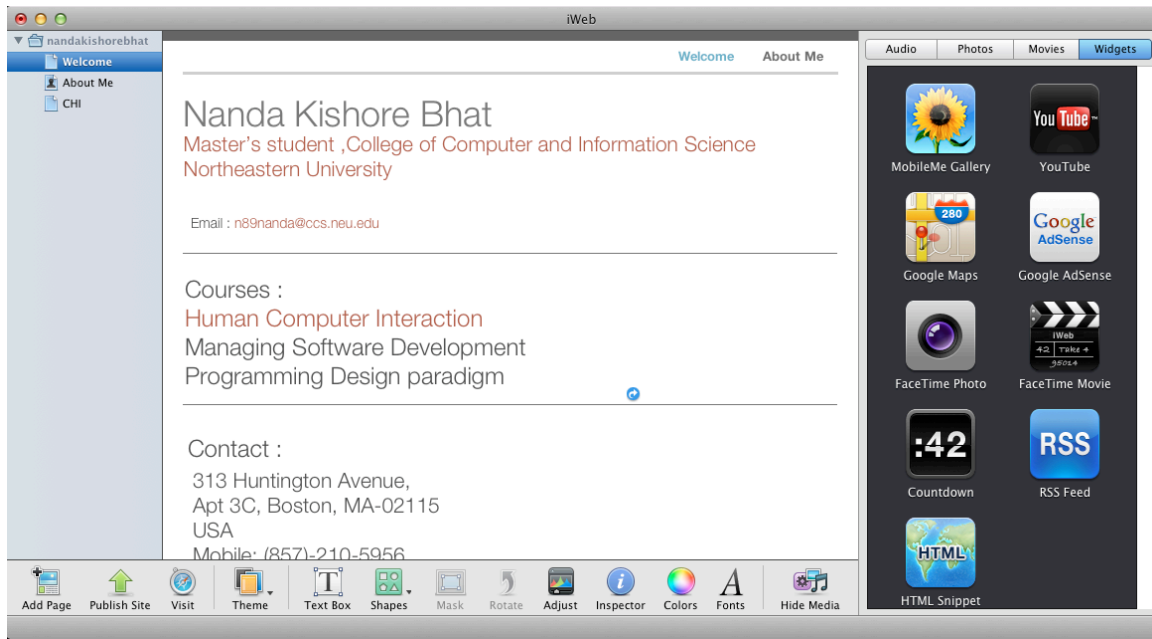 iWeb
nandakishorebhat
Welcome
About Me
CHI
Welcome About Me
Nanda Kishore Bhat
Master's student ,College of Computer and Information Science
Northeastern University
Email : n89nanda@ccs.neu.edu
Courses :
Human Computer Interaction
Managing Software Development
Programming Design paradigm
Contact :
313 Huntington Avenue,
Apt 3C, Boston, MA-02115
USA
Mobile: (857)-210-5956
Audio Photos Movies Widgets
You Tube
MobileMe Gallery YouTube
280 Google AdSense
Google Maps Google AdSense
iWeb
42 Take 4
95014
FaceTime Photo FaceTime Movie
:42 RSS
Countdown RSS Feed
HTML
HTML Snippet
T i A
Add Page Publish Site Visit Theme Text Box Shapes Mask Rotate Adjust Inspector Colors Fonts Hide Media